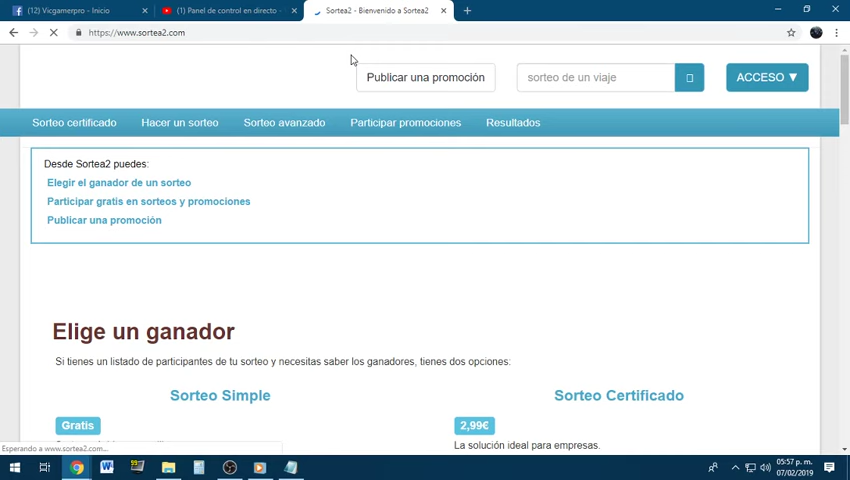 (12) Vicgamerpro - Inicio
(1) Panel de control en directo -
Sortea2 - Bienvenido a Sortea2
https://www.sortea2.com
Publicar una promoción
sorteo de un viaje
ACCESO ▼
Sorteo certificado
Hacer un sorteo
Sorteo avanzado
Participar promociones
Resultados
Desde Sortea2 puedes:
Elegir el ganador de un sorteo
Participar gratis en sorteos y promociones
Publicar una promoción
Elige un ganador
Si tienes un listado de participantes de tu sorteo y necesitas saber los ganadores, tienes dos opciones:
Sorteo Simple
Sorteo Certificado
Gratis
2,99€
La solución ideal para empresas.
Esperando a www.sortea2.com...
05:57 p. m.
07/02/2019